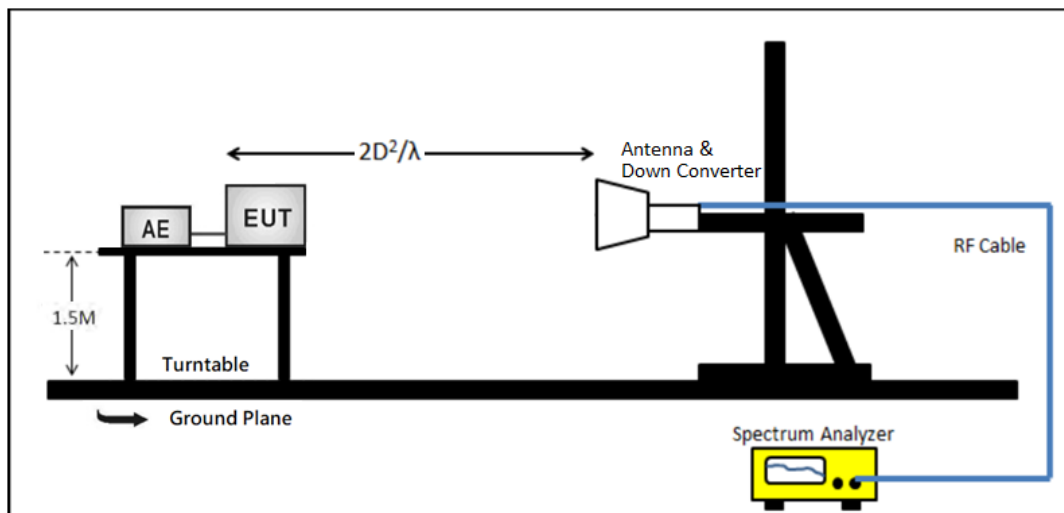 2D²/λ
Antenna &
Down Converter
AE
EUT
RF Cable
1.5M
Turntable
Ground Plane
Spectrum Analyzer